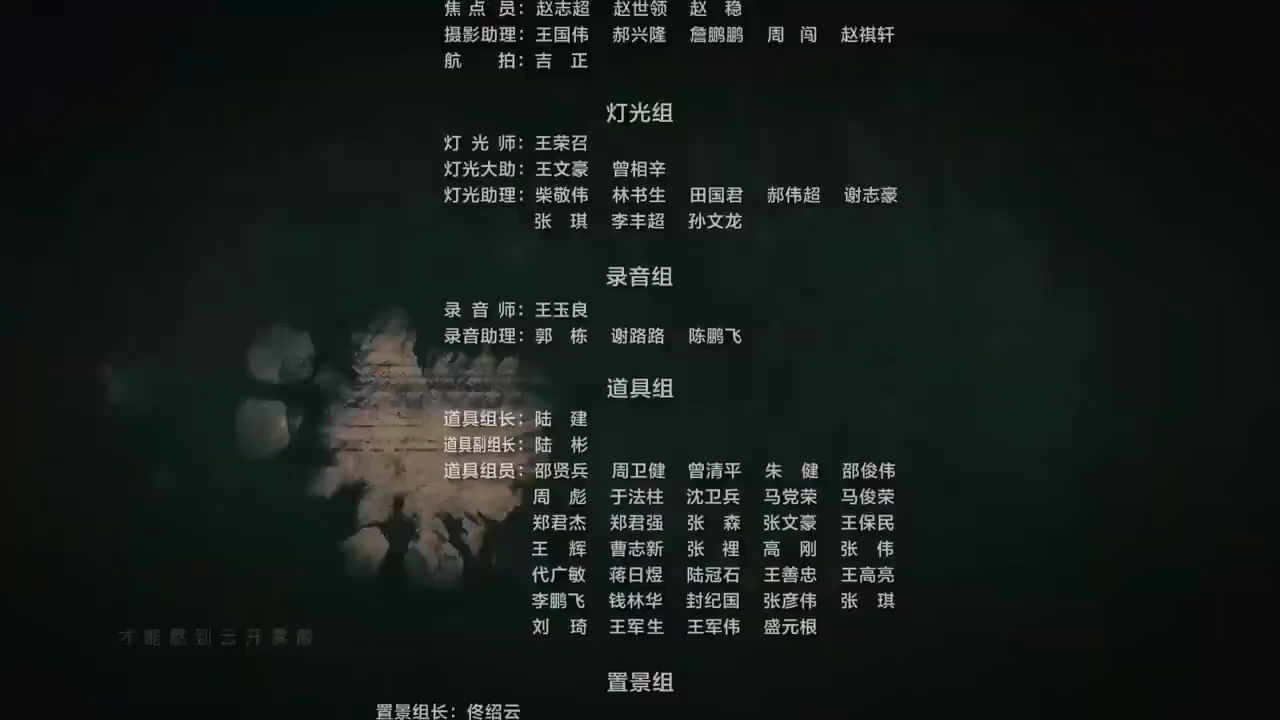 焦点员：赵志超 赵世领 赵稳
摄影助理：王国伟 郝兴隆 詹鹏鹏 周闯 赵祺轩
航拍：吉正
灯光组
灯光师：王荣召
灯光大助：王文豪 曾相辛
灯光助理：柴敬伟 林书生 田国君 郝伟超 谢志豪
张琪 李丰超 孙文龙
录音组
录音师：王玉良
录音助理：郭栋 谢路路 陈鹏飞
道具组
道具组长：陆建
道具副组长：陆彬
道具组员：邵贤兵 周卫健 曾清平 朱健 邵俊伟
周彪 于法柱 沈卫兵 马党荣 马俊荣
郑君杰 郑君强 张森 张文豪 王保民
王辉 曹志新 张裡 高刚 张伟
代广敏 蒋日煜 陆冠石 王善忠 王高亮
李鹏飞 钱林华 封纪国 张彦伟 张琪
刘琦 王军生 王军伟 盛元根
才能 到云开雾
置景组
置景组长：佟绍云